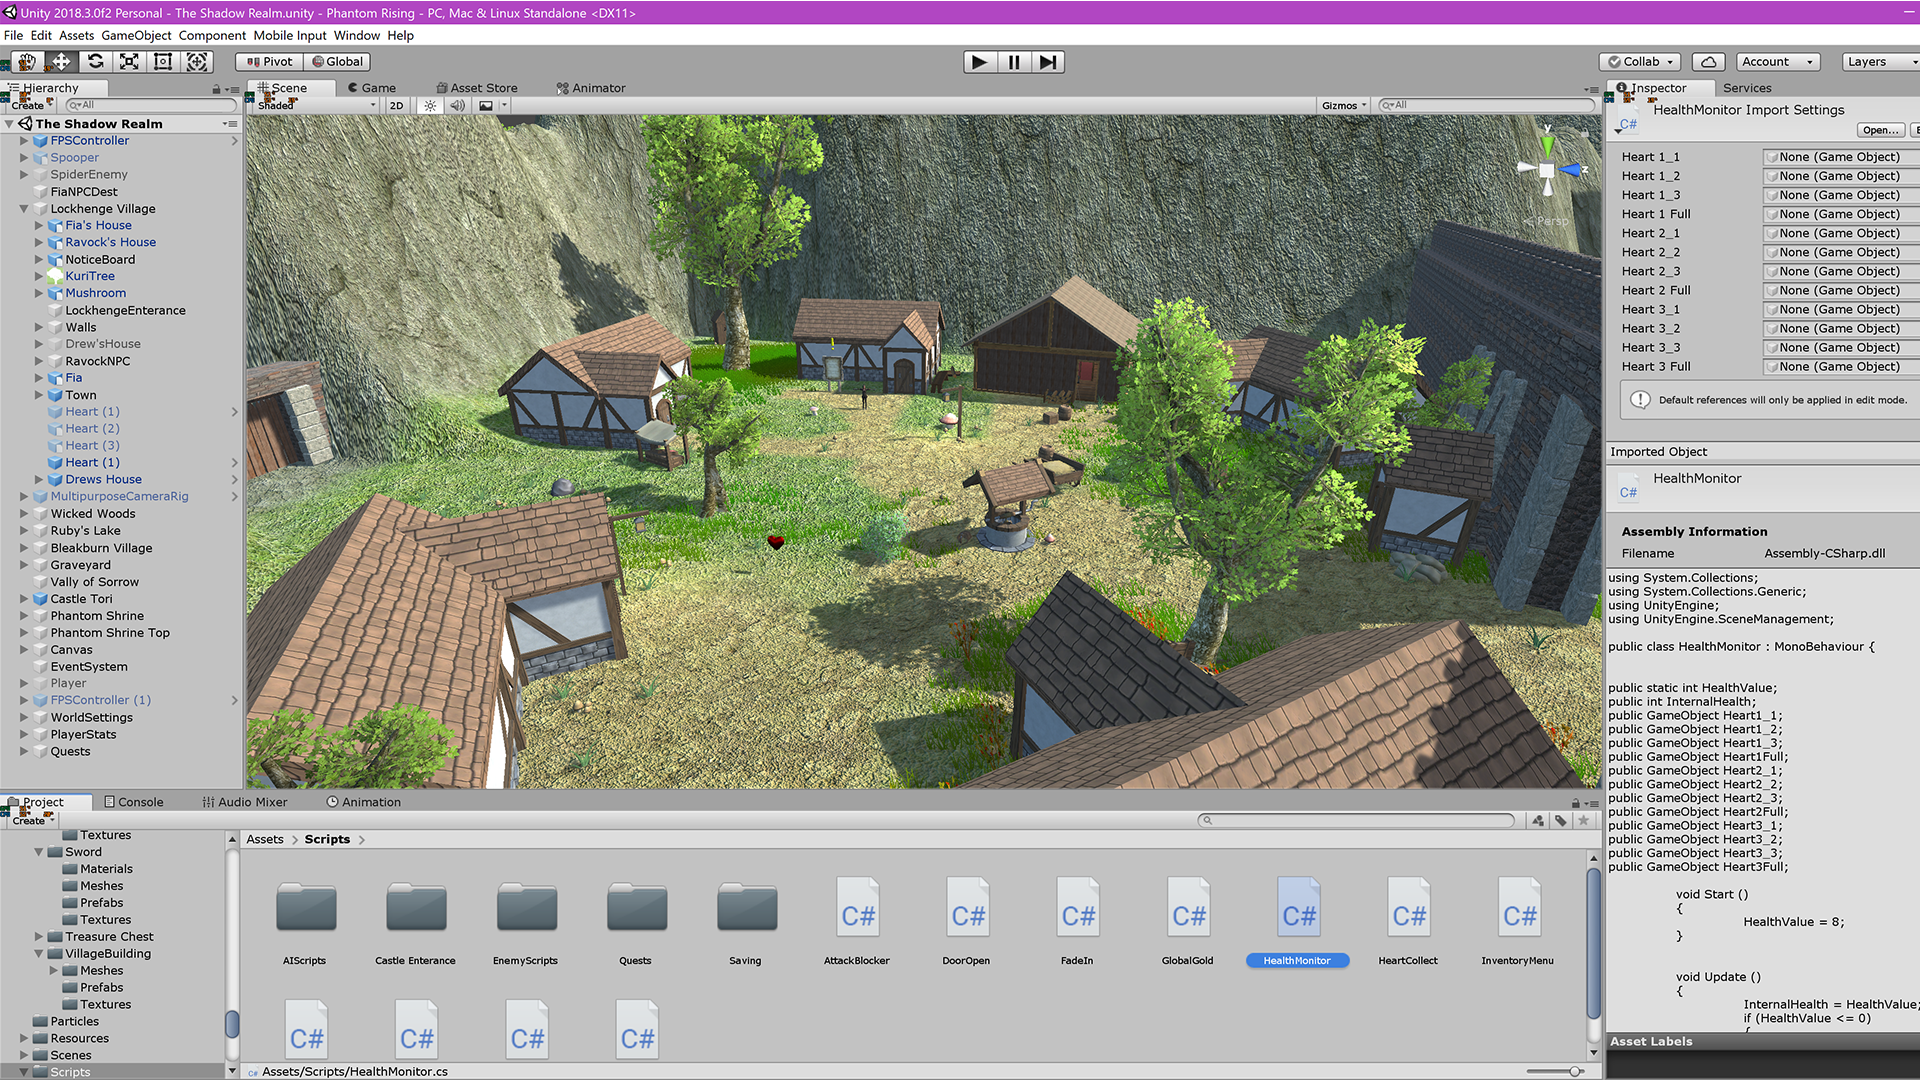 Unity 2018.3.0f2 Personal - The Shadow Realm.unity - Phantom Rising - PC, Mac & Linux Standalone <DX11>
File Edit Assets GameObject Component Mobile Input Window Help
Pivot Global
Collab Account Layers
Hierarchy
Create All
The Shadow Realm
FPSController
Spooper
SpiderEnemy
FiaNPCDest
Lockhenge Village
Fia's House
Ravock's House
NoticeBoard
KuriTree
Mushroom
LockhengeEnterance
Walls
Drew'sHouse
RavockNPC
Fia
Town
Heart (1)
Heart (2)
Heart (3)
Heart (1)
Drews House
MultipurposeCameraRig
Wicked Woods
Ruby's Lake
Bleakburn Village
Graveyard
Vally of Sorrow
Castle Tori
Phantom Shrine
Phantom Shrine Top
Canvas
EventSystem
Player
FPSController (1)
WorldSettings
PlayerStats
Quests
Scene Game Asset Store Animator
Shaded 2D Gizmos All
y
z
< Persp
Inspector Services
HealthMonitor Import Settings
C#
Open...
Heart 1_1 None (Game Object)
Heart 1_2 None (Game Object)
Heart 1_3 None (Game Object)
Heart 1 Full None (Game Object)
Heart 2_1 None (Game Object)
Heart 2_2 None (Game Object)
Heart 2_3 None (Game Object)
Heart 2 Full None (Game Object)
Heart 3_1 None (Game Object)
Heart 3_2 None (Game Object)
Heart 3_3 None (Game Object)
Heart 3 Full None (Game Object)
Default references will only be applied in edit mode.
Imported Object
HealthMonitor
C#
Assembly Information
Filename Assembly-CSharp.dll
using System.Collections;
using System.Collections.Generic;
using UnityEngine;
using UnityEngine.SceneManagement;
public class HealthMonitor : MonoBehaviour {
public static int HealthValue;
public int InternalHealth;
public GameObject Heart1_1;
public GameObject Heart1_2;
public GameObject Heart1_3;
public GameObject Heart1Full;
public GameObject Heart2_1;
public GameObject Heart2_2;
public GameObject Heart2_3;
public GameObject Heart2Full;
public GameObject Heart3_1;
public GameObject Heart3_2;
public GameObject Heart3_3;
public GameObject Heart3Full;
void Start ()
{
HealthValue = 8;
}
void Update ()
{
InternalHealth = HealthValue;
if (HealthValue <= 0)
{
Asset Labels
Project Console Audio Mixer Animation
Create
Textures
Sword
Materials
Meshes
Prefabs
Textures
Treasure Chest
VillageBuilding
Meshes
Prefabs
Textures
Particles
Resources
Scenes
Scripts
Assets > Scripts >
C# C# C# C# C# C# C#
AIScripts Castle Enterance EnemyScripts Quests Saving AttackBlocker DoorOpen FadeIn GlobalGold HealthMonitor HeartCollect InventoryMenu
C# C# C# C#
C# Assets/Scripts/HealthMonitor.cs